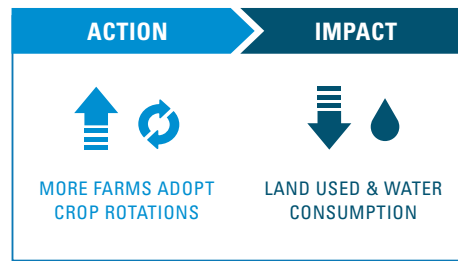 ACTION
IMPACT
MORE FARMS ADOPT
CROP ROTATIONS
LAND USED & WATER
CONSUMPTION